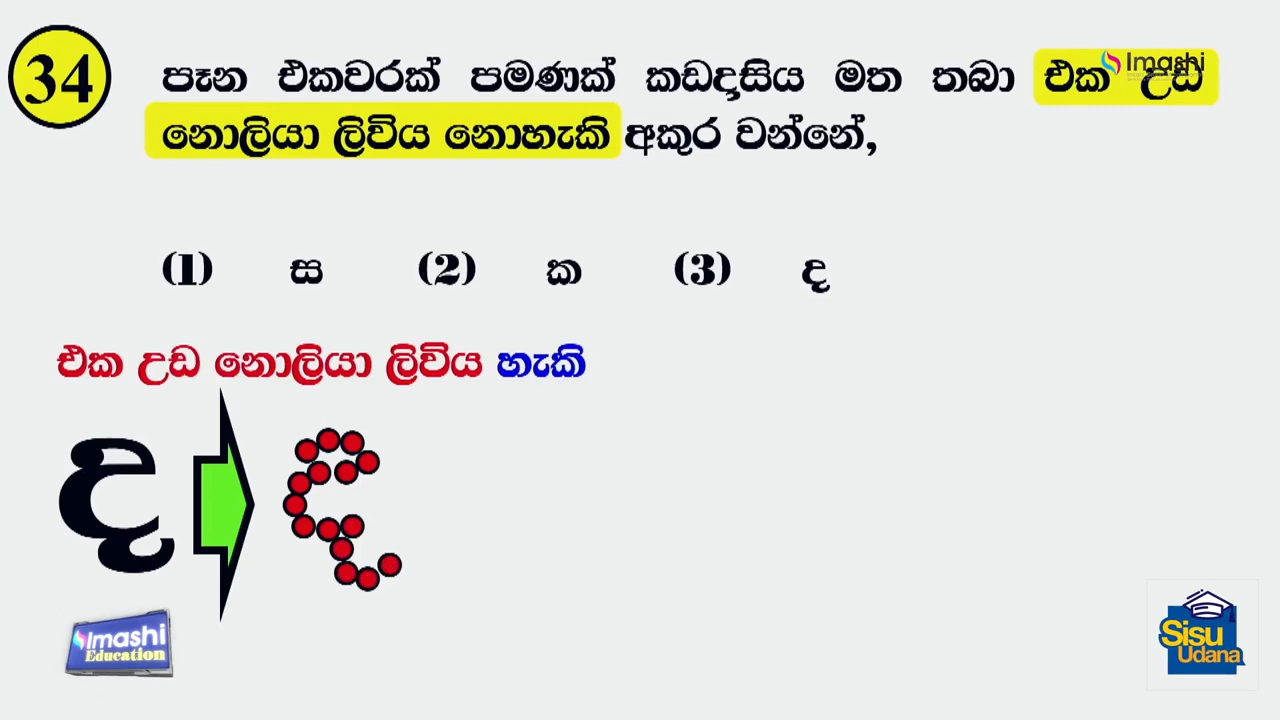 34
පෑන එකවරක් පමණක් කඩදාසිය මත තබා එක උඩ
නොලියා ලිවිය නොහැකි අකුර වන්නේ,
Imashi
(1) ස (2) ක (3) ද
එක උඩ නොලියා ලිවිය හැකි
ද
Imashi
Education
Sisu
Udana